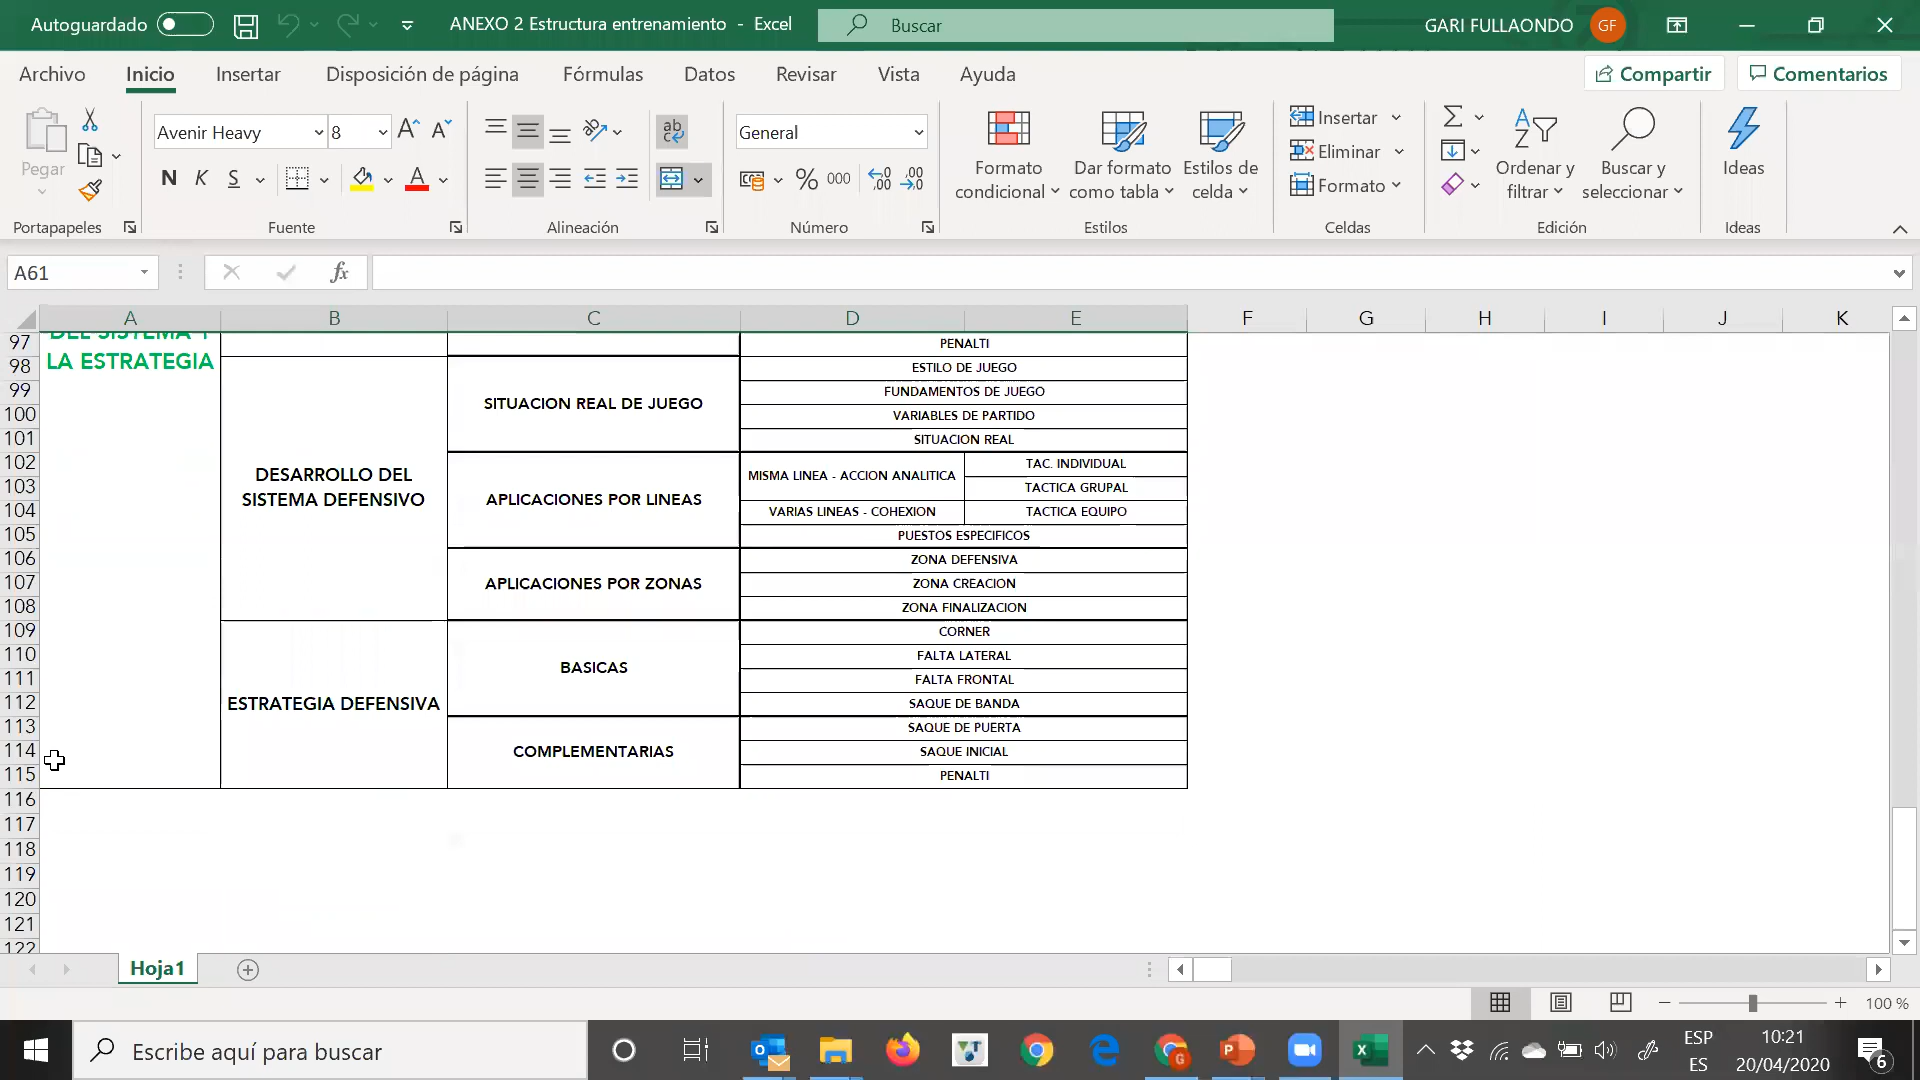 Autoguardado
ANEXO 2 Estructura entrenamiento - Excel
Buscar
GARI FULLAONDO
GF
Archivo
Inicio
Insertar
Disposición de página
Fórmulas
Datos
Revisar
Vista
Ayuda
Compartir
Comentarios
Pegar
Avenir Heavy
8
N K S
ab
General
% 000
Formato condicional
Dar formato como tabla
Estilos de celda
Insertar
Eliminar
Formato
Ordenar y filtrar
Buscar y seleccionar
Ideas
Portapapeles
Fuente
Alineación
Número
Estilos
Celdas
Edición
Ideas
A61
fx
A B C D E F G H I J K
97 DEL SISTEMA Y PENALTI
98 LA ESTRATEGIA ESTILO DE JUEGO
99 FUNDAMENTOS DE JUEGO
SITUACION REAL DE JUEGO
100 VARIABLES DE PARTIDO
101 SITUACION REAL
102 TAC. INDIVIDUAL
DESARROLLO DEL
MISMA LINEA - ACCION ANALITICA
103 TACTICA GRUPAL
SISTEMA DEFENSIVO APLICACIONES POR LINEAS
104 VARIAS LINEAS - COHEXION TACTICA EQUIPO
105 PUESTOS ESPECIFICOS
106 ZONA DEFENSIVA
107 APLICACIONES POR ZONAS ZONA CREACION
108 ZONA FINALIZACION
109 CORNER
110 FALTA LATERAL
BASICAS
111 FALTA FRONTAL
112 ESTRATEGIA DEFENSIVA SAQUE DE BANDA
113 SAQUE DE PUERTA
114 COMPLEMENTARIAS SAQUE INICIAL
115 PENALTI
116
117
118
119
120
121
122
Hoja1
100 %
Escribe aquí para buscar
ESP
ES
10:21
20/04/2020
6